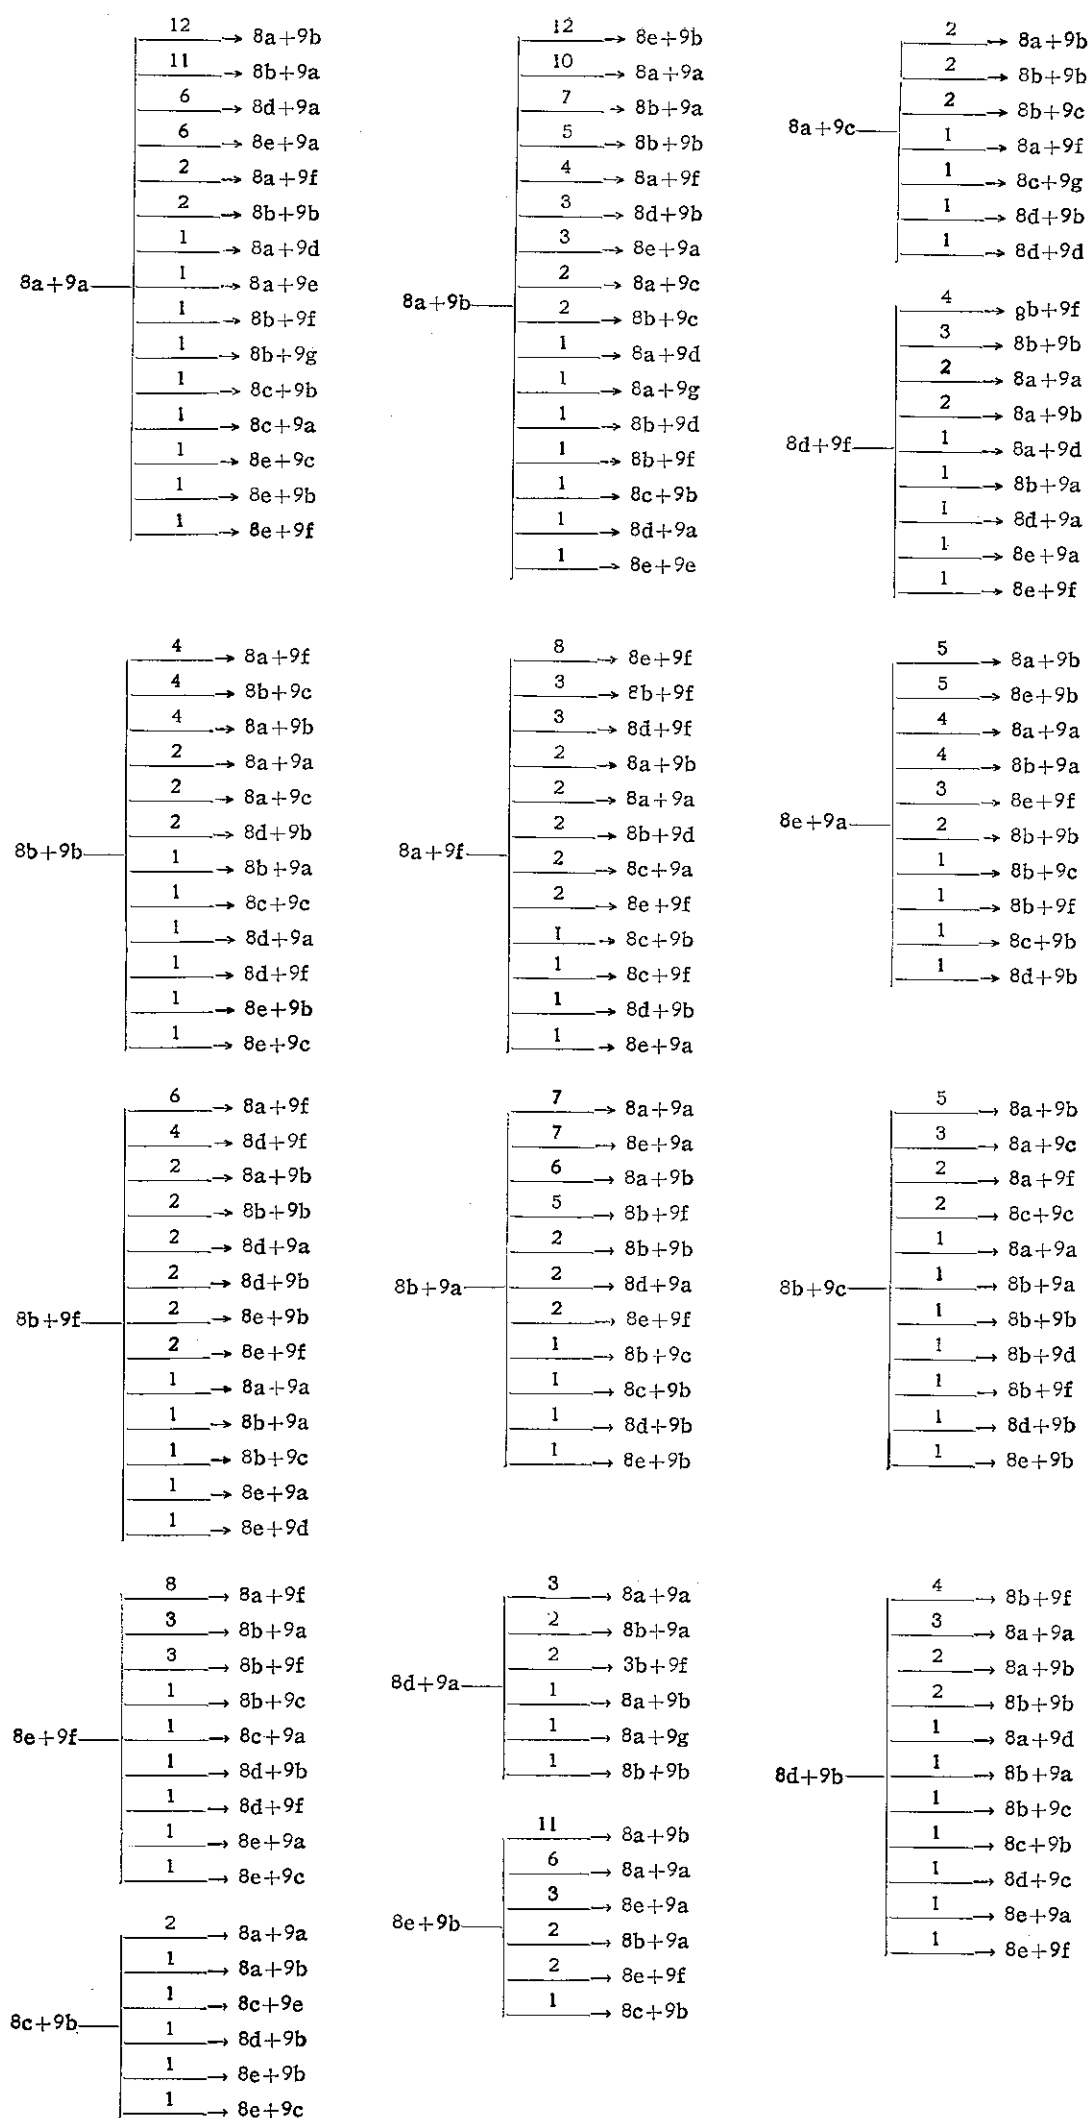 8a+9a
12 → 8a+9b
11 → 8b+9a
6 → 8d+9a
6 → 8e+9a
2 → 8a+9f
2 → 8b+9b
1 → 8a+9d
1 → 8a+9e
1 → 8b+9f
1 → 8b+9g
1 → 8c+9b
1 → 8c+9a
1 → 8e+9c
1 → 8e+9b
1 → 8e+9f
8a+9b
12 → 8e+9b
10 → 8a+9a
7 → 8b+9a
5 → 8b+9b
4 → 8a+9f
3 → 8d+9b
3 → 8e+9a
2 → 8a+9c
2 → 8b+9c
1 → 8a+9d
1 → 8a+9g
1 → 8b+9d
1 → 8b+9f
1 → 8c+9b
1 → 8d+9a
1 → 8e+9e
8a+9c
2 → 8a+9b
2 → 8b+9b
2 → 8b+9c
1 → 8a+9f
1 → 8c+9g
1 → 8d+9b
1 → 8d+9d
8d+9f
4 → 8b+9f
3 → 8b+9b
2 → 8a+9a
2 → 8a+9b
1 → 8a+9d
1 → 8b+9a
1 → 8d+9a
1 → 8e+9a
1 → 8e+9f
8b+9b
4 → 8a+9f
4 → 8b+9c
4 → 8a+9b
2 → 8a+9a
2 → 8a+9c
2 → 8d+9b
1 → 8b+9a
1 → 8c+9c
1 → 8d+9a
1 → 8d+9f
1 → 8e+9b
1 → 8e+9c
8a+9f
8 → 8e+9f
3 → 8b+9f
3 → 8d+9f
2 → 8a+9b
2 → 8a+9a
2 → 8b+9d
2 → 8c+9a
2 → 8e+9f
1 → 8c+9b
1 → 8c+9f
1 → 8d+9b
1 → 8e+9a
8e+9a
5 → 8a+9b
5 → 8e+9b
4 → 8a+9a
4 → 8b+9a
3 → 8e+9f
2 → 8b+9b
1 → 8b+9c
1 → 8b+9f
1 → 8c+9b
1 → 8d+9b
8b+9f
6 → 8a+9f
4 → 8d+9f
2 → 8a+9b
2 → 8b+9b
2 → 8d+9a
2 → 8d+9b
2 → 8e+9b
2 → 8e+9f
1 → 8a+9a
1 → 8b+9a
1 → 8b+9c
1 → 8e+9a
1 → 8e+9d
8b+9a
7 → 8a+9a
7 → 8e+9a
6 → 8a+9b
5 → 8b+9f
2 → 8b+9b
2 → 8d+9a
2 → 8e+9f
1 → 8b+9c
1 → 8c+9b
1 → 8d+9b
1 → 8e+9b
8b+9c
5 → 8a+9b
3 → 8a+9c
2 → 8a+9f
2 → 8c+9c
1 → 8a+9a
1 → 8b+9a
1 → 8b+9b
1 → 8b+9d
1 → 8b+9f
1 → 8d+9b
1 → 8e+9b
8e+9f
8 → 8a+9f
3 → 8b+9a
3 → 8b+9f
1 → 8b+9c
1 → 8c+9a
1 → 8d+9b
1 → 8d+9f
1 → 8e+9a
1 → 8e+9c
8c+9b
2 → 8a+9a
1 → 8a+9b
1 → 8c+9e
1 → 8d+9b
1 → 8e+9b
1 → 8e+9c
8d+9a
3 → 8a+9a
2 → 8b+9a
2 → 3b+9f
1 → 8a+9b
1 → 8a+9g
1 → 8b+9b
8e+9b
11 → 8a+9b
6 → 8a+9a
3 → 8e+9a
2 → 8b+9a
2 → 8e+9f
1 → 8c+9b
8d+9b
4 → 8b+9f
3 → 8a+9a
2 → 8a+9b
2 → 8b+9b
1 → 8a+9d
1 → 8b+9a
1 → 8b+9c
1 → 8c+9b
1 → 8d+9c
1 → 8e+9a
1 → 8e+9f